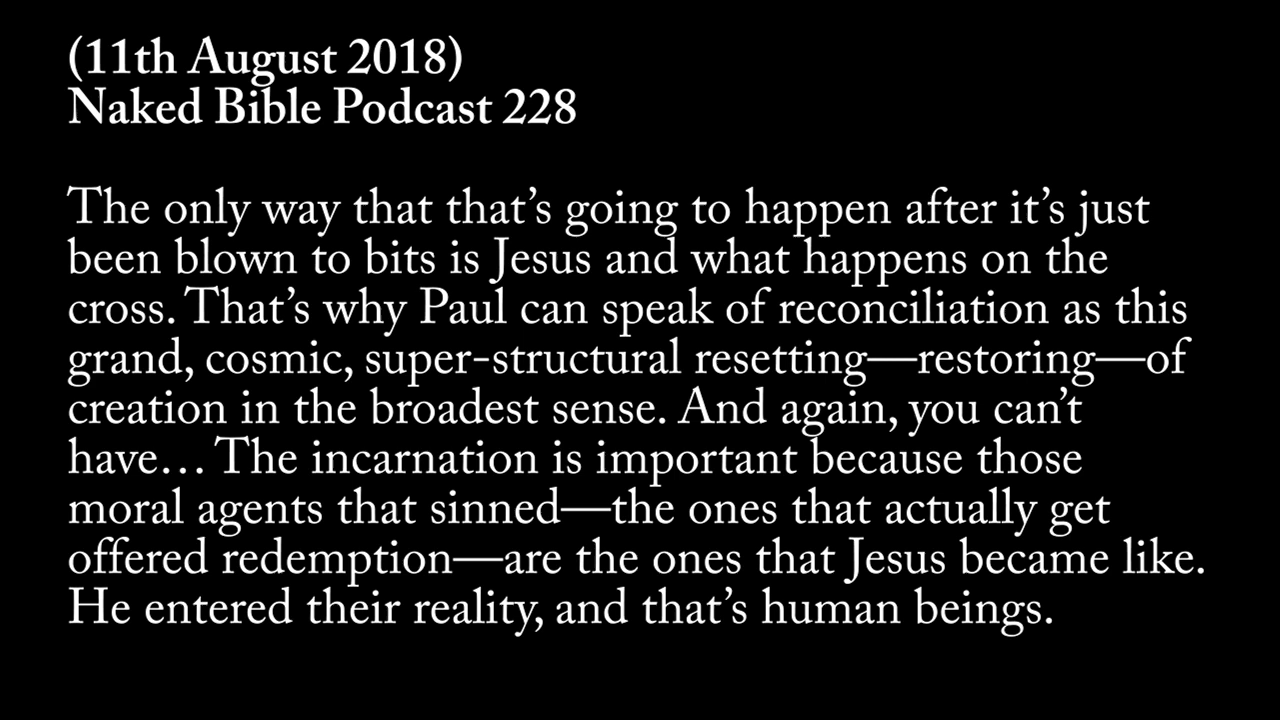 (11th August 2018)
Naked Bible Podcast 228
The only way that that’s going to happen after it’s just
been blown to bits is Jesus and what happens on the
cross. That’s why Paul can speak of reconciliation as this
grand, cosmic, super-structural resetting—restoring—of
creation in the broadest sense. And again, you can’t
have… The incarnation is important because those
moral agents that sinned—the ones that actually get
offered redemption—are the ones that Jesus became like.
He entered their reality, and that’s human beings.